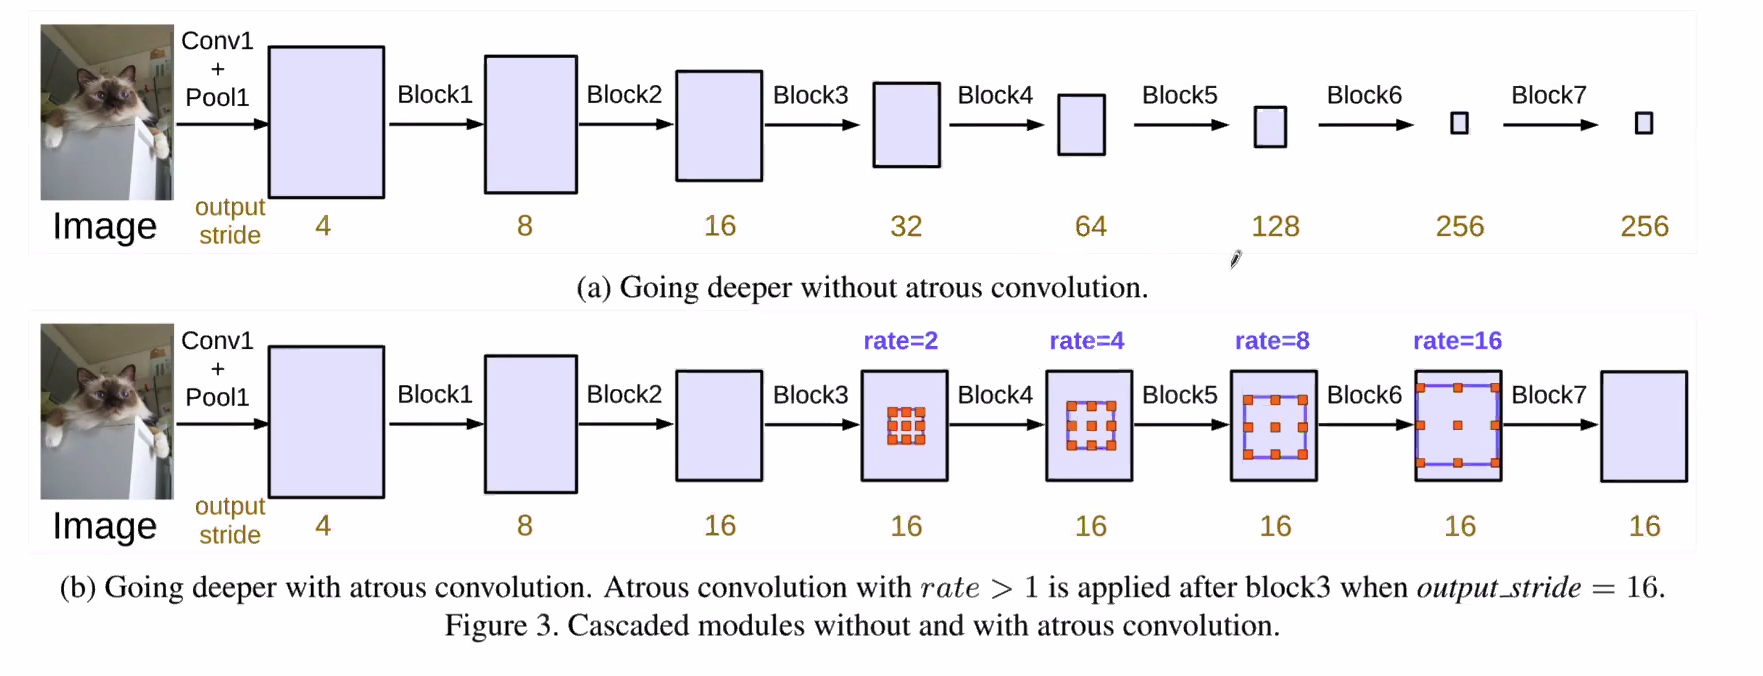 Conv1
+
Pool1
Block1
Block2
Block3
Block4
Block5
Block6
Block7
Image
output
stride
4
8
16
32
64
128
256
256
(a) Going deeper without atrous convolution.
rate=2
rate=4
rate=8
rate=16
Conv1
+
Pool1
Block1
Block2
Block3
Block4
Block5
Block6
Block7
Image
output
stride
4
8
16
16
16
16
16
16
(b) Going deeper with atrous convolution. Atrous convolution with rate > 1 is applied after block3 when output_stride = 16.
Figure 3. Cascaded modules without and with atrous convolution.